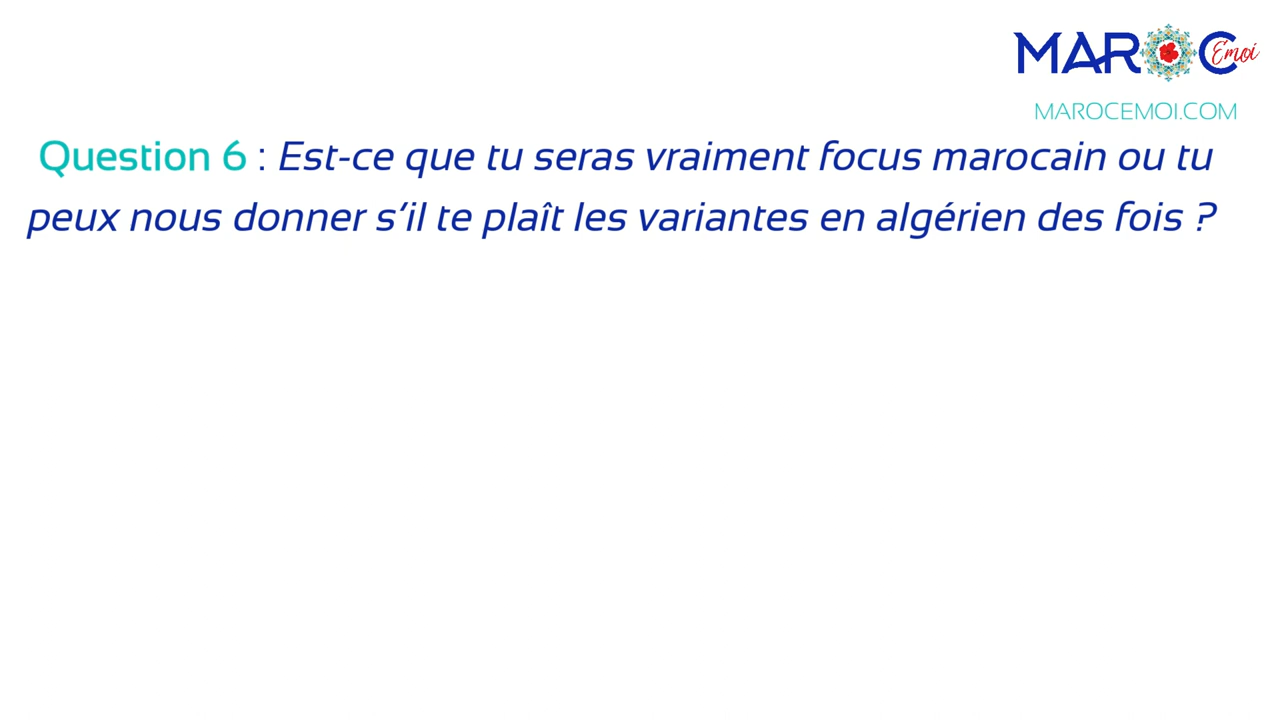 MAROC Emoi
MAROCEMOI.COM
Question 6 : Est-ce que tu seras vraiment focus marocain ou tu
peux nous donner s’il te plaît les variantes en algérien des fois ?